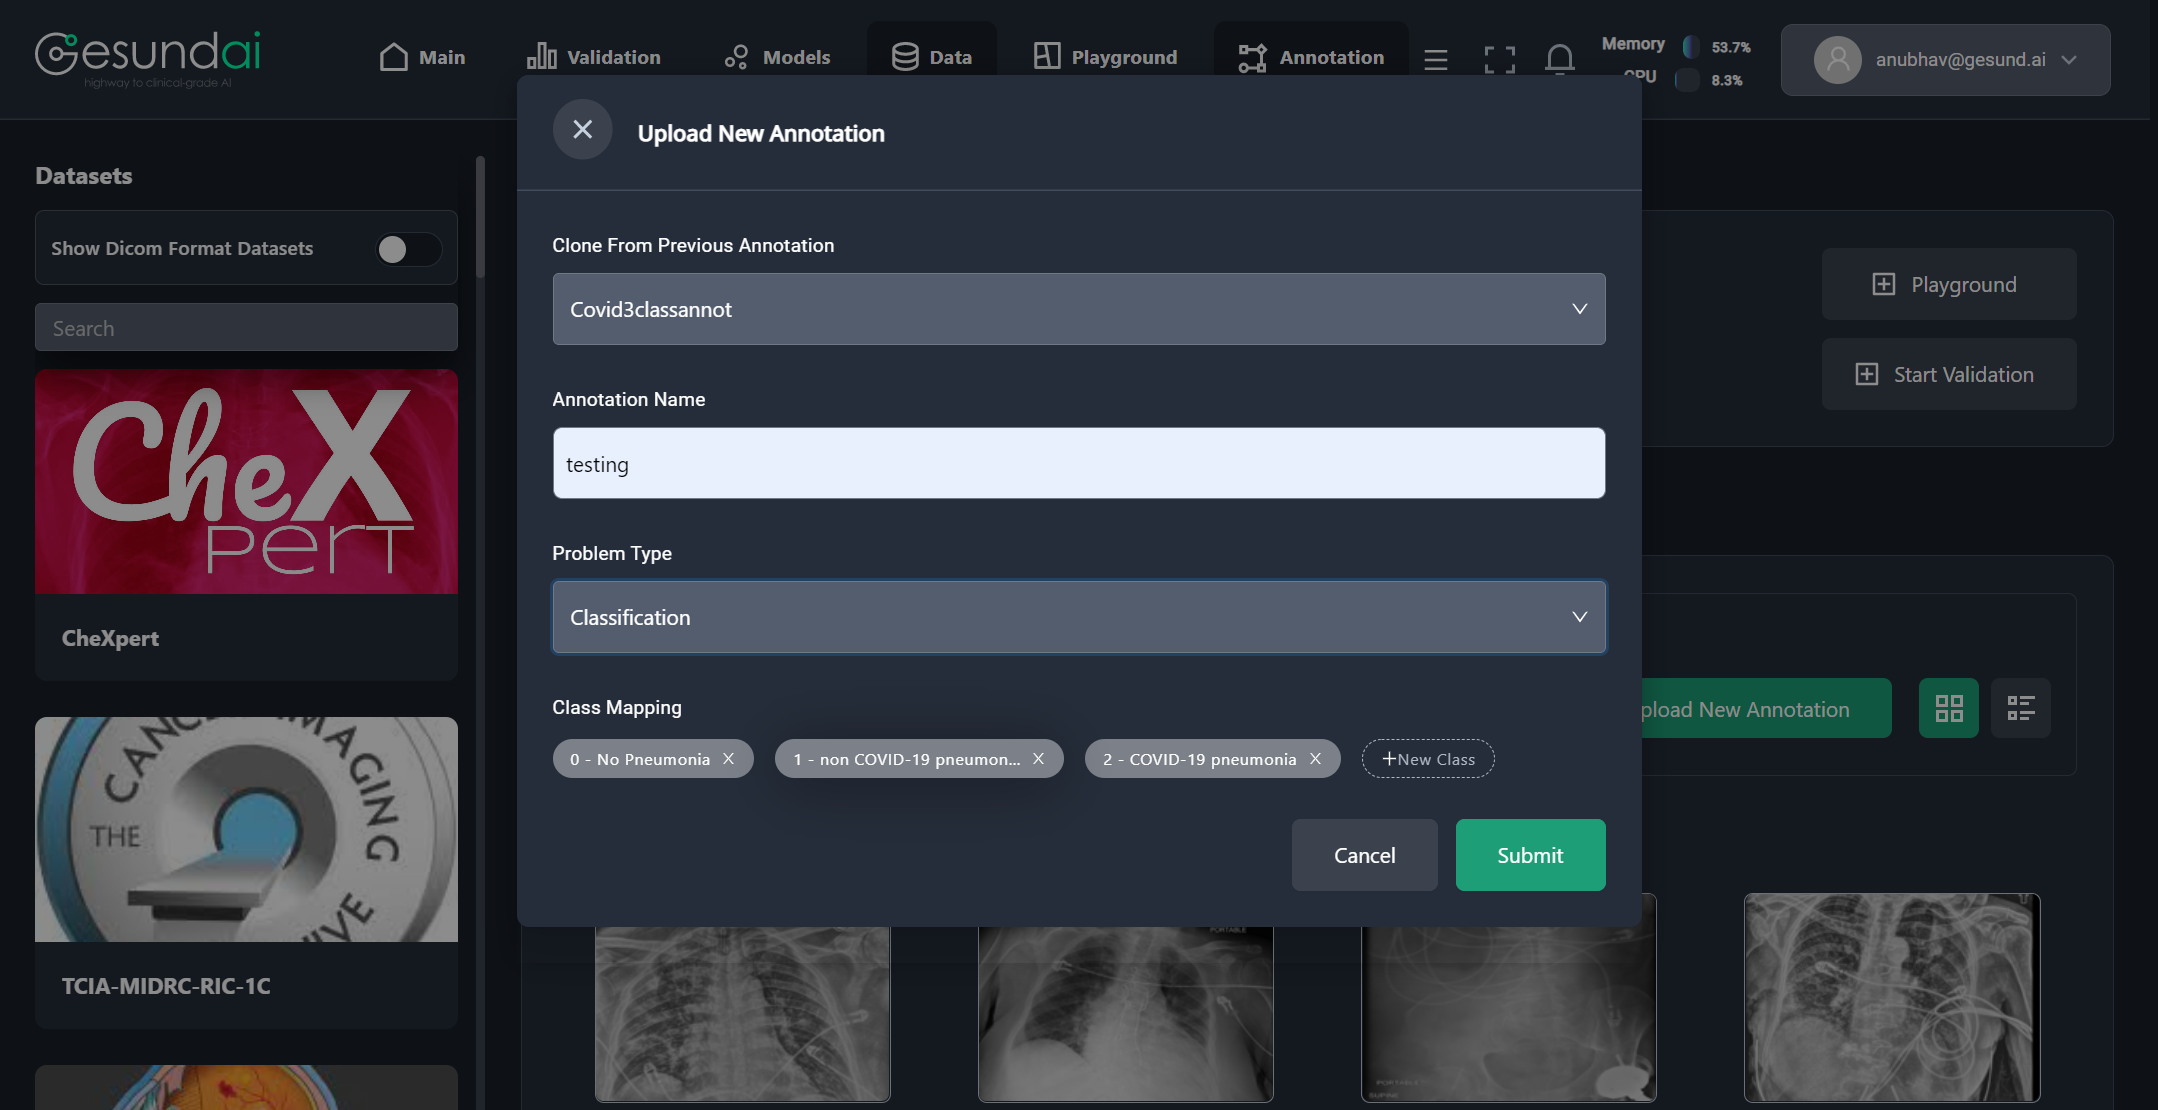 Gesundai
highway to clinical-grade AI
Main
Validation
Models
Data
Playground
Annotation
Memory
53.7%
CPU
8.3%
anubhav@gesund.ai
Datasets
Show Dicom Format Datasets
Search
CheXpert
CheXpert
THE
CANCER IMAGING
TCIA-MIDRC-RIC-1C
Upload New Annotation
Clone From Previous Annotation
Covid3classannot
Annotation Name
testing
Problem Type
Classification
Class Mapping
0 - No Pneumonia
1 - non COVID-19 pneumon...
2 - COVID-19 pneumonia
+New Class
Cancel
Submit
Playground
Start Validation
pload New Annotation
PORTABLE
PORTABLE
SUPINE